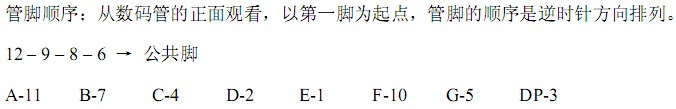 管脚顺序：从数码管的正面观看，以第一脚为起点，管脚的顺序是逆时针方向排列。
12 – 9 – 8 – 6 → 公共脚
A-11 B-7 C-4 D-2 E-1 F-10 G-5 DP-3